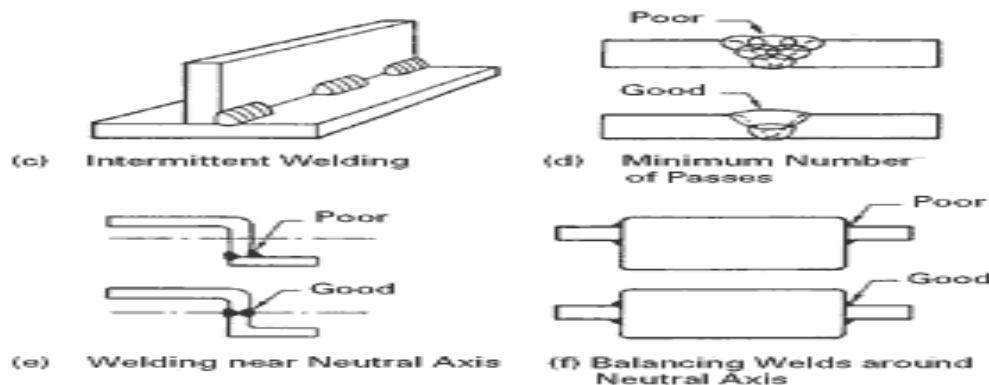 Poor
Good
(c) Intermittent Welding
(d) Minimum Number
of Passes
Poor
Good
(e) Welding near Neutral Axis
Poor
Good
(f) Balancing Welds around
Neutral Axis